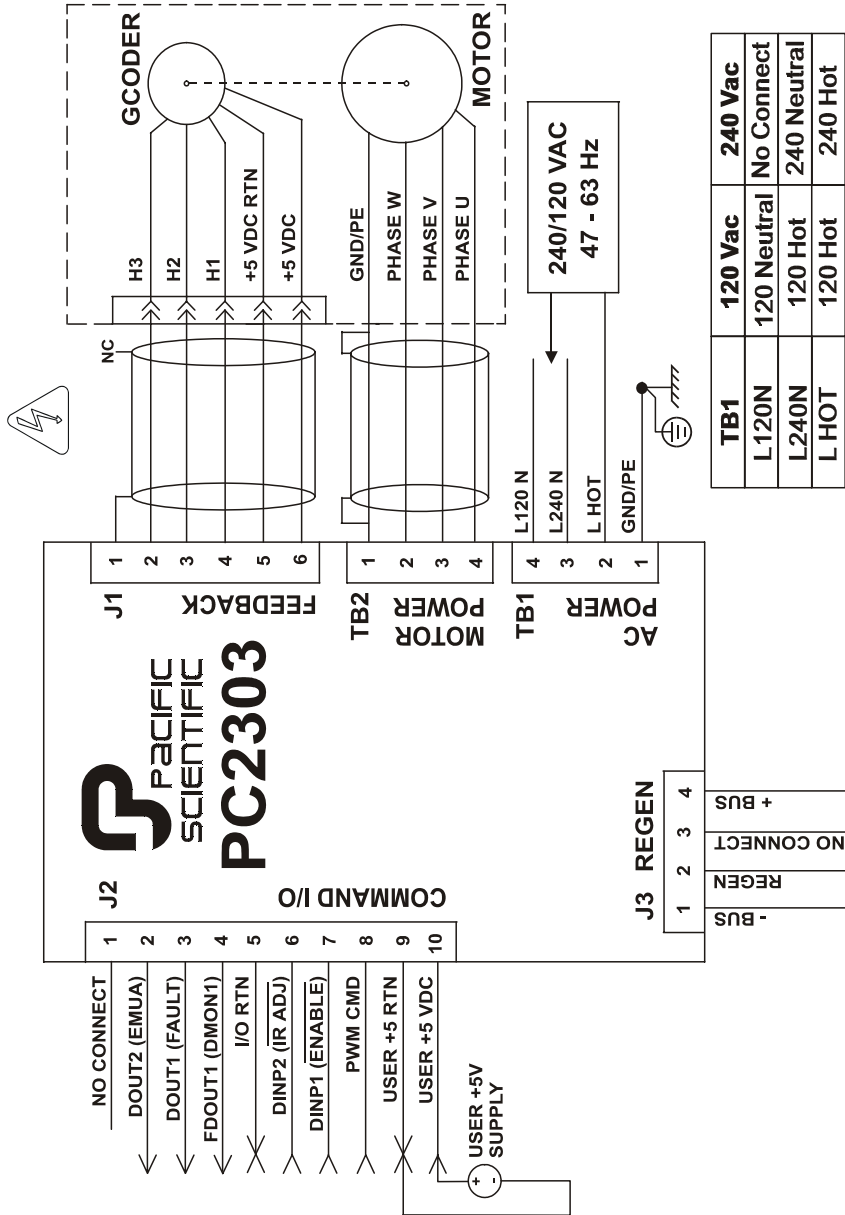 PACIFIC
SCIENTIFIC
PC2303
J2
COMMAND I/O
1 NO CONNECT
2 DOUT2 (EMUA)
3 DOUT1 (FAULT)
4 FDOUT1 (DMON1)
5 I/O RTN
6 DINP2 (IR ADJ)
7 DINP1 (ENABLE)
8 PWM CMD
9 USER +5 RTN
10 USER +5 VDC
USER +5V
SUPPLY
+
-
J1
FEEDBACK
1
2
3
4
5
6
NC
H3
H2
H1
+5 VDC RTN
+5 VDC
GCODER
TB2
MOTOR
POWER
1
2
3
4
GND/PE
PHASE W
PHASE V
PHASE U
MOTOR
TB1
AC
POWER
4 L120 N
3 L240 N
2 L HOT
1 GND/PE
240/120 VAC
47 - 63 Hz
J3 REGEN
1 - BUS
2 REGEN
3 NO CONNECT
4 + BUS
TB1 120 Vac 240 Vac
L120N 120 Neutral No Connect
L240N 120 Hot 240 Neutral
L HOT 120 Hot 240 Hot